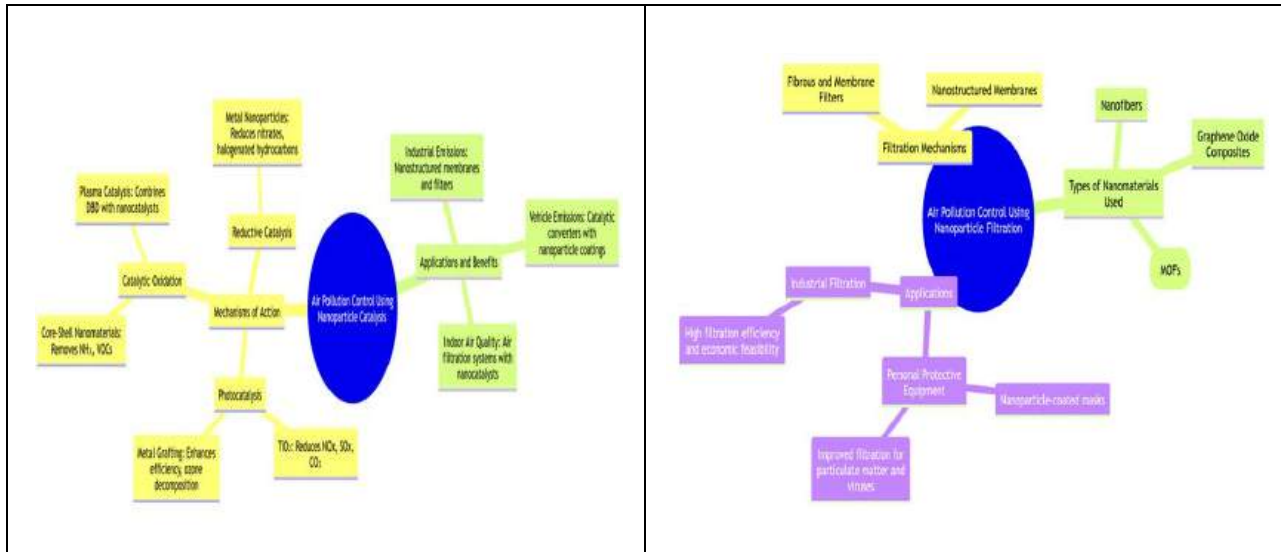 Metal Nanoparticles:
Reduces nitrates,
halogenated hydrocarbons
Industrial Emissions:
Nanostructured membranes
and filters
Plasma Catalysis: Combines
DBD with nanocatalysts
Vehicle Emissions: Catalytic
converters with
nanoparticle coatings
Reductive Catalysis
Applications and Benefits
Catalytic Oxidation
Air Pollution Control Using
Nanoparticle Catalysis
Mechanisms of Action
Core-Shell Nanomaterials:
Removes NH₃, VOCs
Indoor Air Quality: Air
filtration systems with
nanocatalysts
Photocatalysis
Metal Grafting: Enhances
efficiency, ozone
decomposition
TiO₂: Reduces NOx, SOx,
CO₂
Fibrous and Membrane
Filters
Nanostructured Membranes
Nanofibers
Filtration Mechanisms
Graphene Oxide
Composites
Types of Nanomaterials
Used
Air Pollution Control Using
Nanoparticle Filtration
MOFs
Industrial Filtration
Applications
High filtration efficiency
and economic feasibility
Personal Protective
Equipment
Nanoparticle-coated masks
Improved filtration for
particulate matter and
viruses